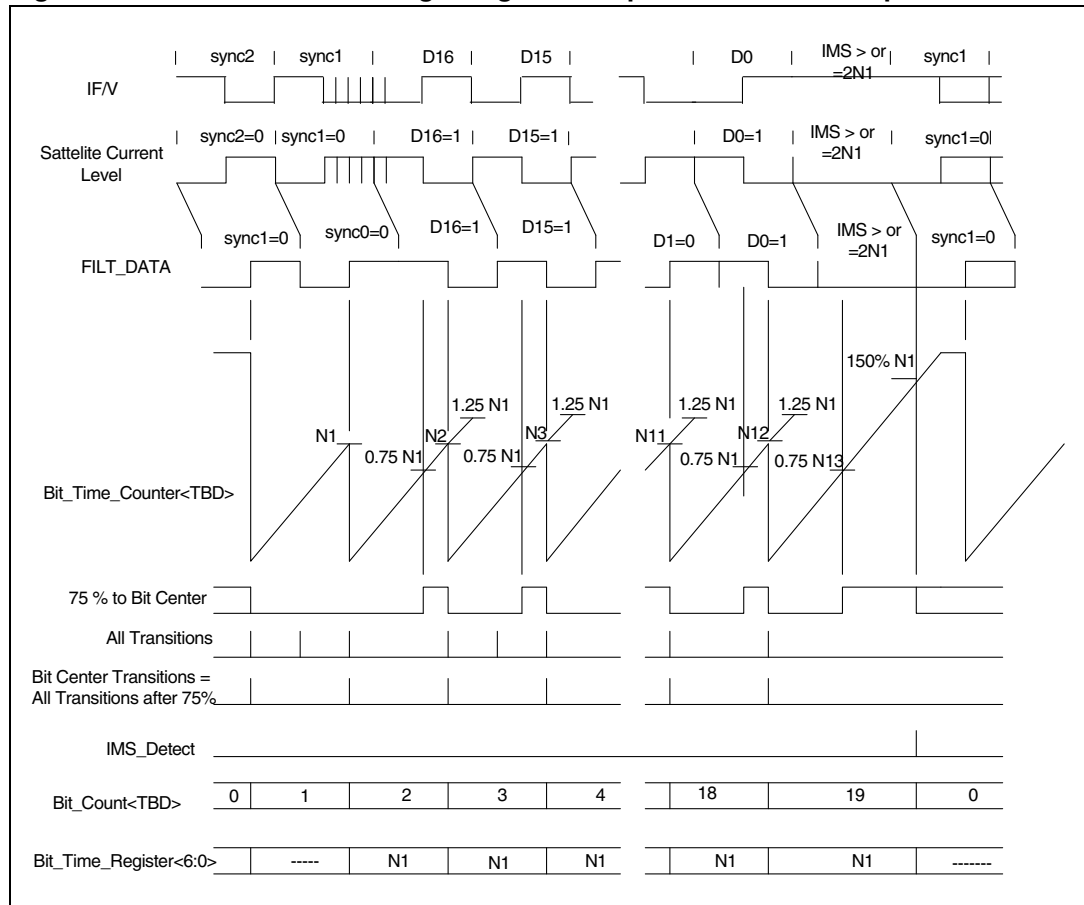 | sync2 | sync1 | D16 | D15 | | D0 | IMS > or =2N1 | sync1 |
IF/V
| sync2=0 |sync1=0 | D16=1 | D15=1 | | D0=1 | IMS > or =2N1 | sync1=0|
Sattelite Current
Level
sync1=0 sync0=0 D16=1 D15=1 D1=0 D0=1 IMS > or =2N1 sync1=0
FILT_DATA
150% N1
1.25 N1 1.25 N1 1.25 N1 1.25 N1
N1 N2 N3 N11 N12
0.75 N1 0.75 N1 0.75 N1 0.75 N13
Bit_Time_Counter<TBD>
75 % to Bit Center
All Transitions
Bit Center Transitions =
All Transitions after 75%
IMS_Detect
Bit_Count<TBD> 0 1 2 3 4 18 19 0
Bit_Time_Register<6:0> ----- N1 N1 N1 N1 N1 -------